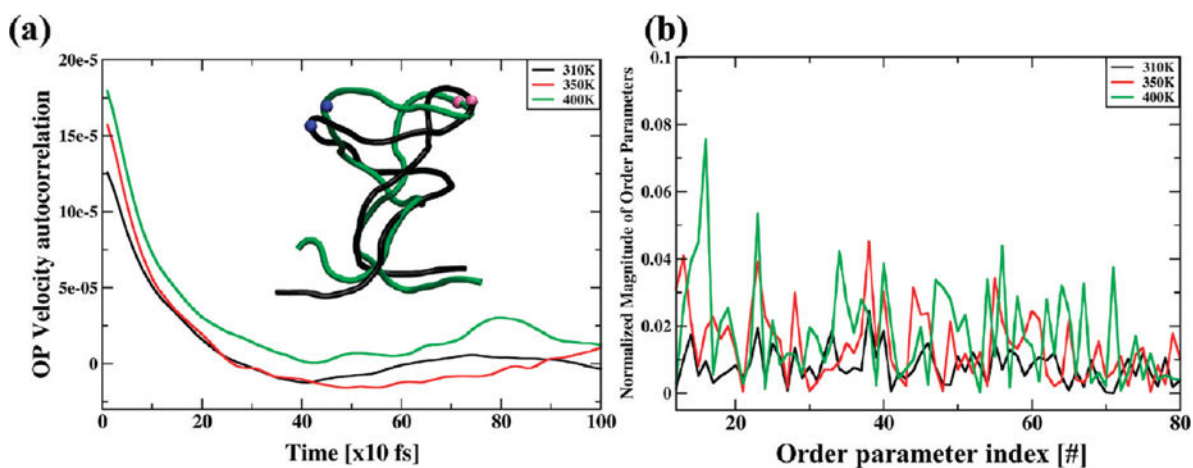 (a)
OP Velocity autocorrelation
20e-5
15e-5
10e-5
5e-05
0
310K
350K
400K
0 20 40 60 80 100
Time [x10 fs]
(b)
Normalized Magnitude of Order Parameters
0.1
0.08
0.06
0.04
0.02
0
310K
350K
400K
20 40 60 80
Order parameter index [#]